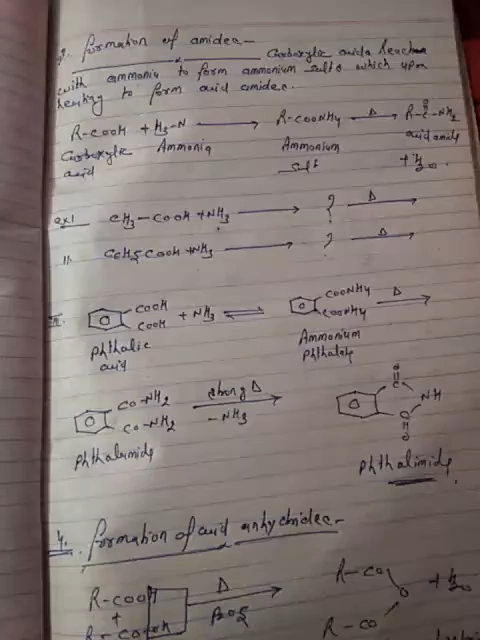 3. formation of amides-
Carboxylic acids reaction
with ammonia to form ammonium salts which upon
heating to form acid amides.
R-COOH + H3-N → R-COONH4 →Δ R-C-NH2
O
Carboxylic Ammonia Ammonium acid amide
acid salt + H2O.
ex1 CH3-COOH + NH3 → ? Δ→
11. C6H5COOH + NH3 → ? Δ→
COOH COONH4 Δ→
III. COOH + NH3 ⇌ COONH4
Phthalic Ammonium
acid Phthalate
CO-NH2 strong Δ O
CO-NH2 - NH3 C NH
Phthalamide C
O
Phthalimide
4. formation of acid anhydrides-
R-COOH Δ R-CO
+ P2O5 O + H2O
R-COOH R-CO